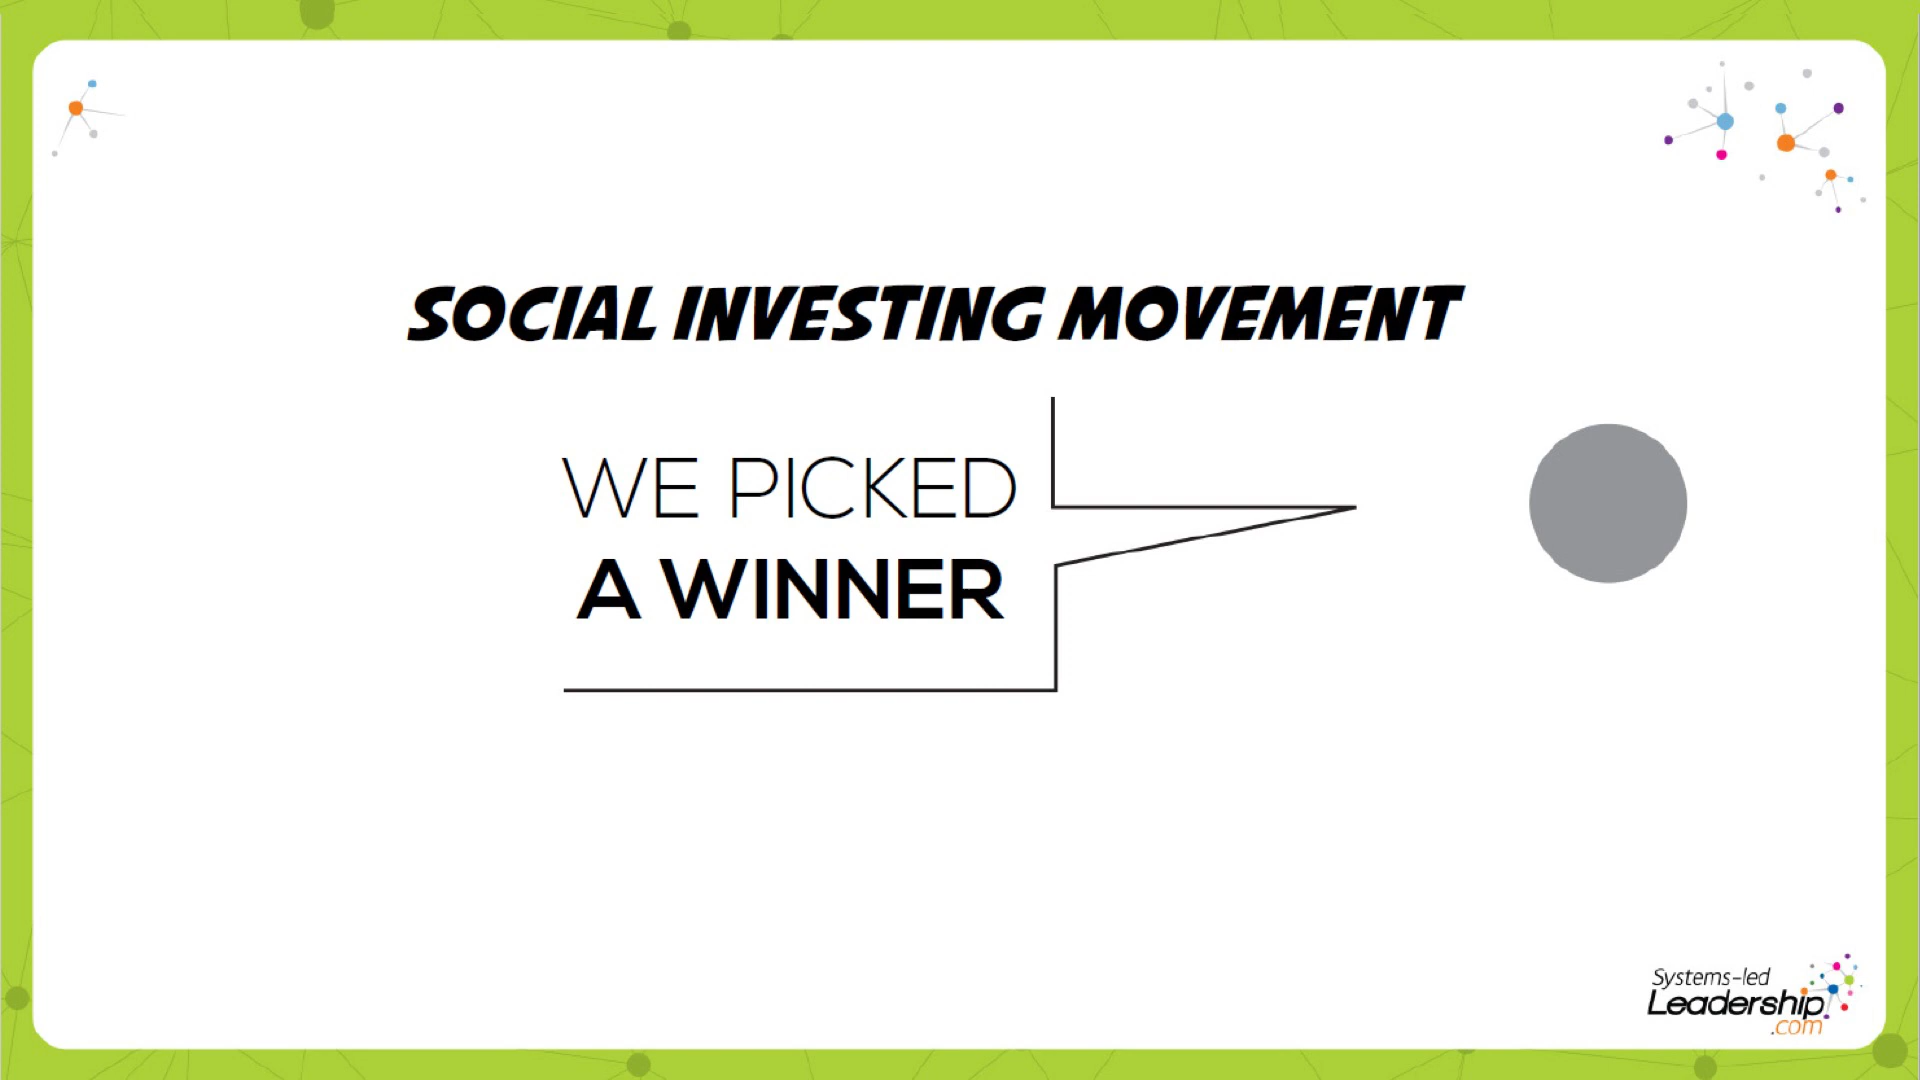 SOCIAL INVESTING MOVEMENT
WE PICKED
A WINNER
Systems-led
Leadership
.com